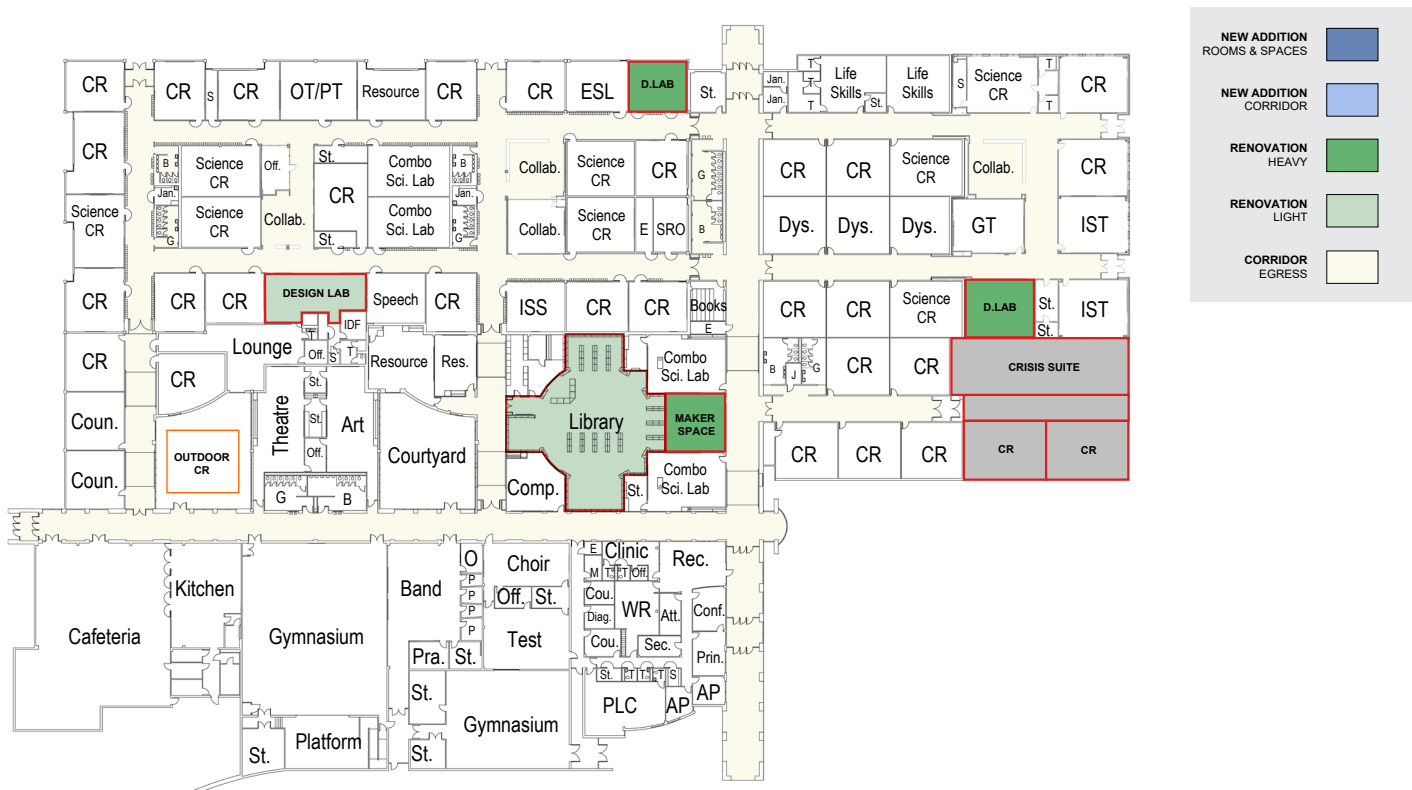 NEW ADDITION
ROOMS & SPACES
NEW ADDITION
CORRIDOR
RENOVATION
HEAVY
RENOVATION
LIGHT
CORRIDOR
EGRESS
CR
CR
S
CR
OT/PT
Resource
CR
CR
ESL
D.LAB
St.
Jan.
Jan.
T
T
T
Life
Skills
St.
Life
Skills
S
Science
CR
T
T
CR
CR
B
Science
CR
Off.
St.
CR
Combo
Sci. Lab
B
Collab.
Science
CR
CR
G
CR
CR
Science
CR
Collab.
CR
Jan.
Jan.
Science
CR
G
Science
CR
Collab.
St.
Combo
Sci. Lab
G
Collab.
Science
CR
E
SRO
B
Dys.
Dys.
Dys.
GT
IST
CR
CR
CR
DESIGN LAB
Speech
CR
ISS
CR
CR
Books
E
CR
CR
Science
CR
D.LAB
St.
St.
IST
IDF
T
Lounge
Off.
S
T
Resource
Res.
Combo
Sci. Lab
B
J
G
CR
CR
CRISIS SUITE
CR
CR
St.
Theatre
St.
Art
Off.
Coun.
OUTDOOR
CR
Courtyard
Library
MAKER
SPACE
CR
CR
CR
CR
CR
Coun.
G
B
Comp.
St.
Combo
Sci. Lab
Cafeteria
Kitchen
Gymnasium
Band
O
P
P
P
P
Choir
Off.
St.
Test
Pra.
St.
E
M
Clinic
T
T
Off.
Rec.
Cou.
Diag.
Cou.
WR
Att.
Sec.
Conf.
Prin.
St.
T
T
T
S
PLC
AP
AP
St.
Gymnasium
St.
Platform
St.